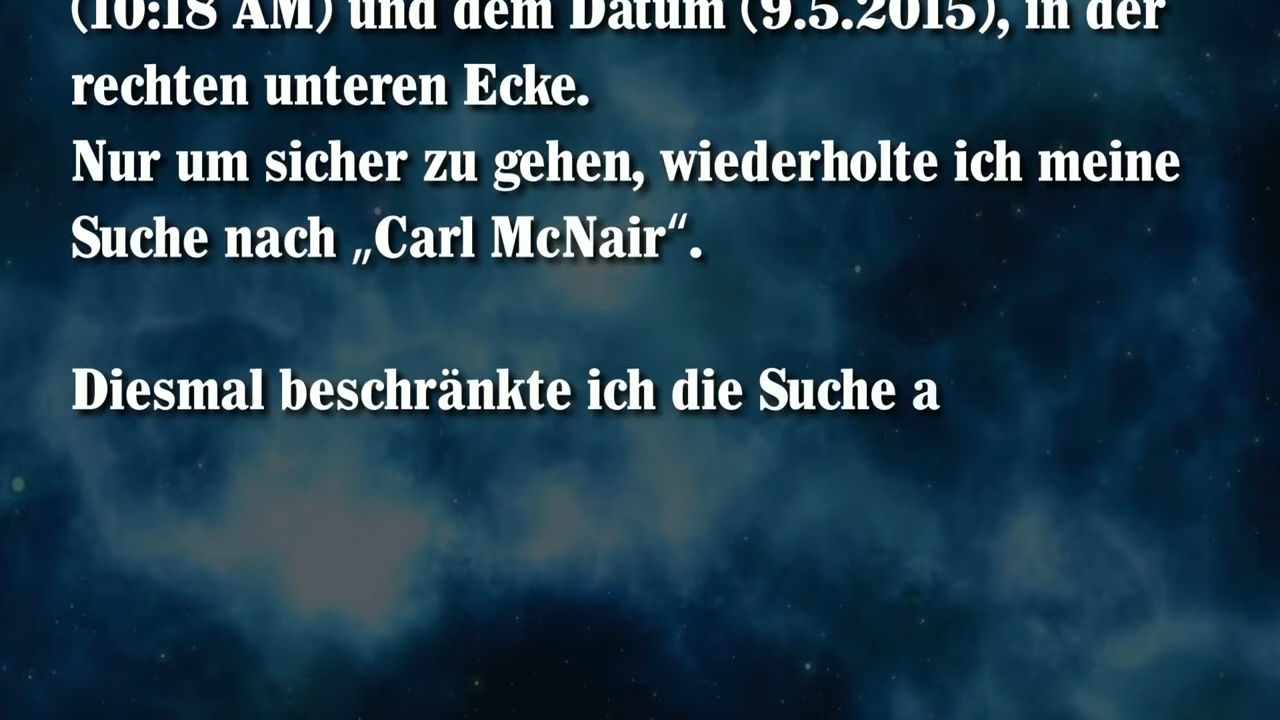 (10:18 AM) und dem Datum (9.5.2015), in der
rechten unteren Ecke.
Nur um sicher zu gehen, wiederholte ich meine
Suche nach „Carl McNair“.
Diesmal beschränkte ich die Suche a